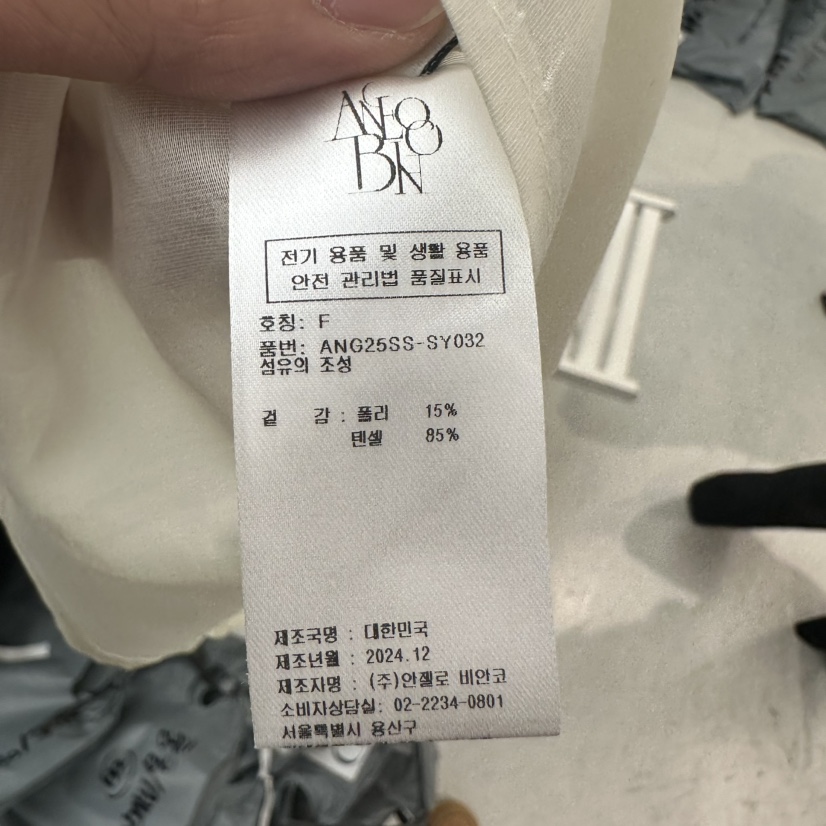 전기 용품 및 생활 용품
안전 관리법 품질표시
호칭: F
품번: ANG25SS-SY032
섬유의 조성
겉 감 : 폴리 15%
텐셀 85%
제조국명 : 대한민국
제조년월 : 2024.12
제조자명 : (주)안젤로 비안코
소비자상담실: 02-2234-0801
서울특별시 용산구